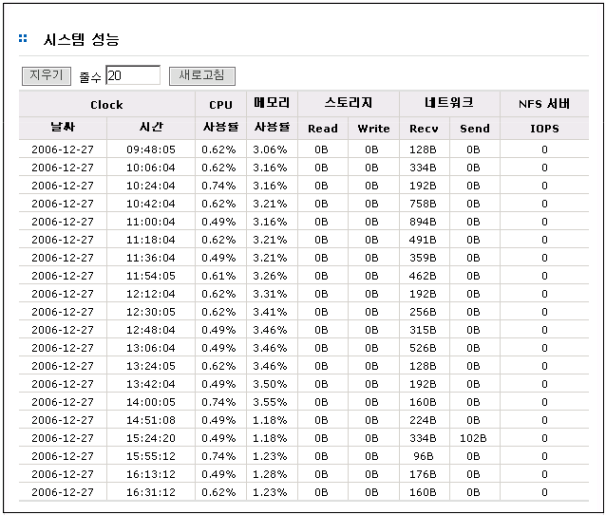 시스템 성능
지우기 줄수 20 새로고침
Clock CPU 메모리 스토리지 네트워크 NFS 서버
날짜 시간 사용률 사용률 Read Write Recv Send IOPS
2006-12-27 09:48:05 0.62% 3.06% 0B 0B 128B 0B 0
2006-12-27 10:06:04 0.62% 3.16% 0B 0B 334B 0B 0
2006-12-27 10:24:04 0.74% 3.16% 0B 0B 192B 0B 0
2006-12-27 10:42:04 0.62% 3.21% 0B 0B 758B 0B 0
2006-12-27 11:00:04 0.49% 3.16% 0B 0B 894B 0B 0
2006-12-27 11:18:04 0.62% 3.21% 0B 0B 491B 0B 0
2006-12-27 11:36:04 0.49% 3.21% 0B 0B 359B 0B 0
2006-12-27 11:54:05 0.61% 3.26% 0B 0B 462B 0B 0
2006-12-27 12:12:04 0.62% 3.31% 0B 0B 192B 0B 0
2006-12-27 12:30:05 0.62% 3.41% 0B 0B 256B 0B 0
2006-12-27 12:48:04 0.49% 3.46% 0B 0B 315B 0B 0
2006-12-27 13:06:04 0.49% 3.46% 0B 0B 526B 0B 0
2006-12-27 13:24:05 0.62% 3.46% 0B 0B 128B 0B 0
2006-12-27 13:42:04 0.49% 3.50% 0B 0B 192B 0B 0
2006-12-27 14:00:05 0.74% 3.55% 0B 0B 160B 0B 0
2006-12-27 14:51:08 0.49% 1.18% 0B 0B 224B 0B 0
2006-12-27 15:24:20 0.49% 1.18% 0B 0B 334B 102B 0
2006-12-27 15:55:12 0.74% 1.23% 0B 0B 96B 0B 0
2006-12-27 16:13:12 0.49% 1.28% 0B 0B 176B 0B 0
2006-12-27 16:31:12 0.62% 1.23% 0B 0B 160B 0B 0